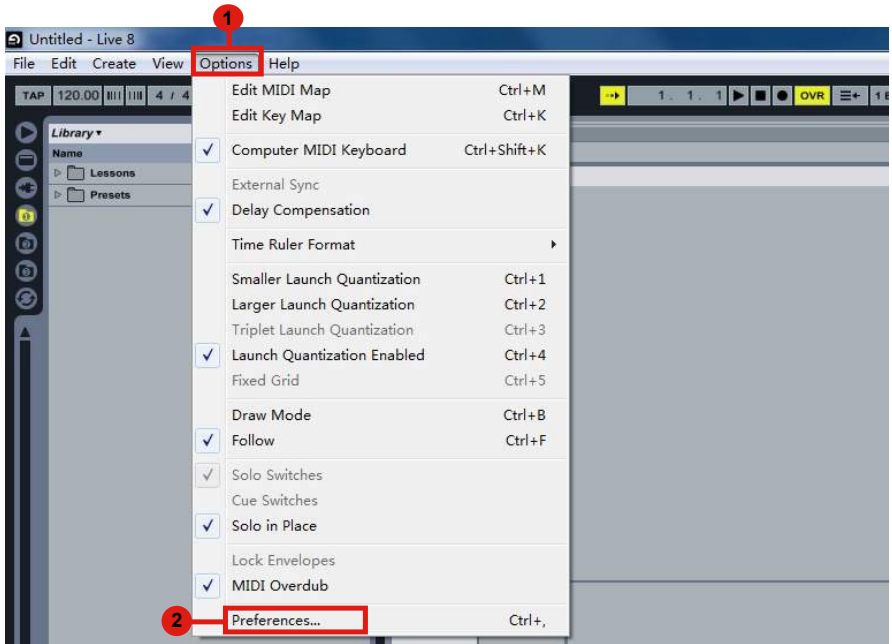 1
Untitled - Live 8
File Edit Create View Options Help
TAP 120.00 4 / 4 1. 1. 1 OVR
Library
Name
Lessons
Presets
Edit MIDI Map Ctrl+M
Edit Key Map Ctrl+K
Computer MIDI Keyboard Ctrl+Shift+K
External Sync
Delay Compensation
Time Ruler Format
Smaller Launch Quantization Ctrl+1
Larger Launch Quantization Ctrl+2
Triplet Launch Quantization Ctrl+3
Launch Quantization Enabled Ctrl+4
Fixed Grid Ctrl+5
Draw Mode Ctrl+B
Follow Ctrl+F
Solo Switches
Cue Switches
Solo in Place
Lock Envelopes
MIDI Overdub
2 Preferences... Ctrl+,